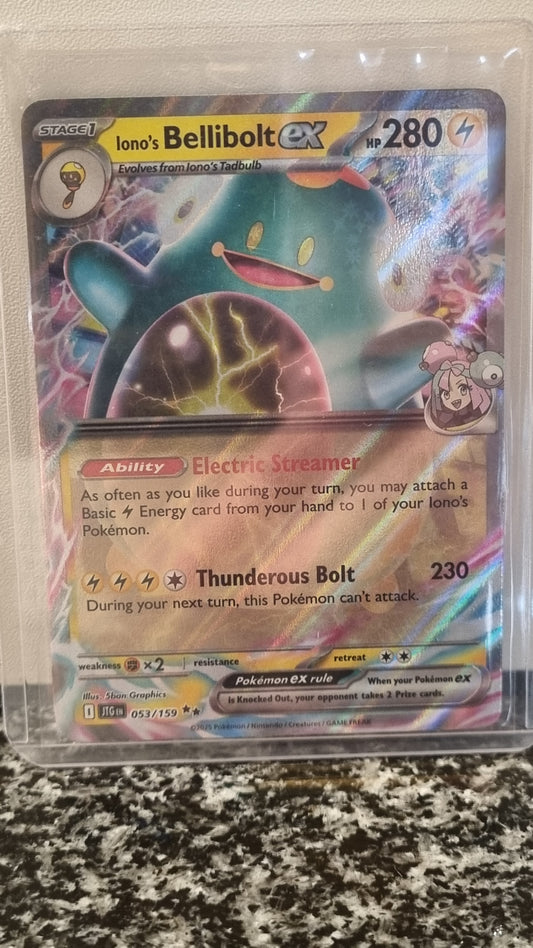 STAGE 1
Iono's Bellibolt ex HP 280
Evolves from Iono's Tadbulb
Ability Electric Streamer
As often as you like during your turn, you may attach a
Basic Energy card from your hand to 1 of your Iono's
Pokémon.
Thunderous Bolt 230
During your next turn, this Pokémon can't attack.
weakness ×2 resistance retreat
Pokémon ex rule When your Pokémon ex
is Knocked Out, your opponent takes 2 Prize cards.
Illus. 5ban Graphics
I JTG EN 053/159
©2025 Pokémon / Nintendo / Creatures / GAME FREAK